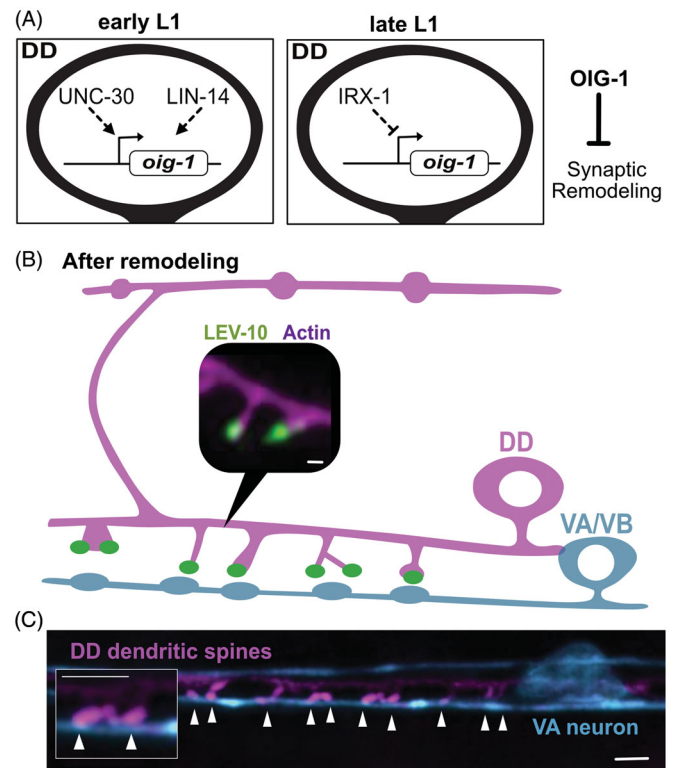 (A)
early L1
late L1
DD
UNC-30
LIN-14
oig-1
DD
IRX-1
oig-1
OIG-1
Synaptic
Remodeling
(B)
After remodeling
LEV-10 Actin
DD
VA/VB
(C)
DD dendritic spines
VA neuron